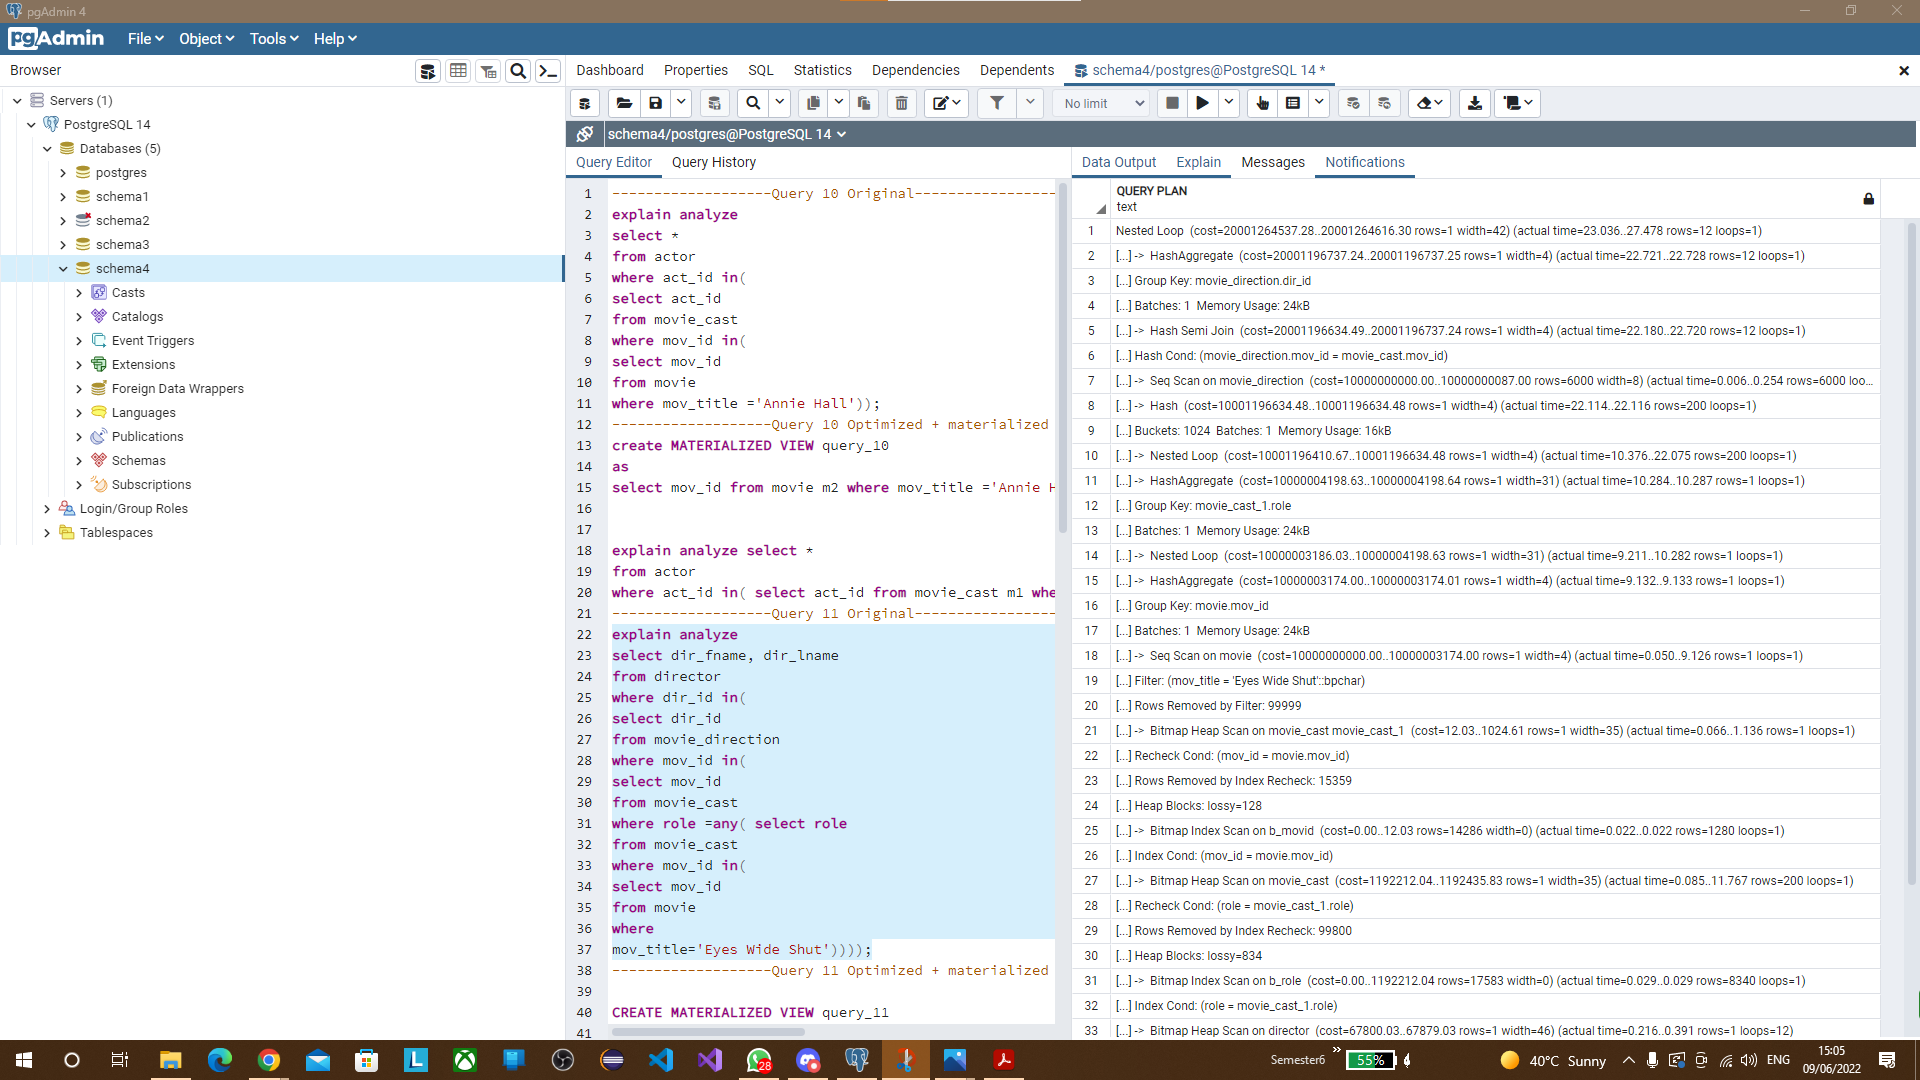 pgAdmin 4
pgAdmin File Object Tools Help
Browser
Dashboard Properties SQL Statistics Dependencies Dependents schema4/postgres@PostgreSQL 14 *
No limit
schema4/postgres@PostgreSQL 14
Servers (1)
PostgreSQL 14
Databases (5)
postgres
schema1
schema2
schema3
schema4
Casts
Catalogs
Event Triggers
Extensions
Foreign Data Wrappers
Languages
Publications
Schemas
Subscriptions
Login/Group Roles
Tablespaces
Query Editor Query History
1 -------------------Query 10 Original-----------------
2 explain analyze
3 select *
4 from actor
5 where act_id in(
6 select act_id
7 from movie_cast
8 where mov_id in(
9 select mov_id
10 from movie
11 where mov_title ='Annie Hall'));
12 -------------------Query 10 Optimized + materialized
13 create MATERIALIZED VIEW query_10
14 as
15 select mov_id from movie m2 where mov_title ='Annie H
16
17
18 explain analyze select *
19 from actor
20 where act_id in( select act_id from movie_cast m1 whe
21 -------------------Query 11 Original-----------------
22 explain analyze
23 select dir_fname, dir_lname
24 from director
25 where dir_id in(
26 select dir_id
27 from movie_direction
28 where mov_id in(
29 select mov_id
30 from movie_cast
31 where role =any( select role
32 from movie_cast
33 where mov_id in(
34 select mov_id
35 from movie
36 where
37 mov_title='Eyes Wide Shut'))));
38 -------------------Query 11 Optimized + materialized
39
40 CREATE MATERIALIZED VIEW query_11
41
Data Output Explain Messages Notifications
QUERY PLAN
text
1 Nested Loop (cost=20001264537.28..20001264616.30 rows=1 width=42) (actual time=23.036..27.478 rows=12 loops=1)
2 [...] -> HashAggregate (cost=20001196737.24..20001196737.25 rows=1 width=4) (actual time=22.721..22.728 rows=12 loops=1)
3 [...] Group Key: movie_direction.dir_id
4 [...] Batches: 1 Memory Usage: 24kB
5 [...] -> Hash Semi Join (cost=20001196634.49..20001196737.24 rows=1 width=4) (actual time=22.180..22.720 rows=12 loops=1)
6 [...] Hash Cond: (movie_direction.mov_id = movie_cast.mov_id)
7 [...] -> Seq Scan on movie_direction (cost=10000000000.00..10000000087.00 rows=6000 width=8) (actual time=0.006..0.254 rows=6000 loo...
8 [...] -> Hash (cost=10001196634.48..10001196634.48 rows=1 width=4) (actual time=22.114..22.116 rows=200 loops=1)
9 [...] Buckets: 1024 Batches: 1 Memory Usage: 16kB
10 [...] -> Nested Loop (cost=10001196410.67..10001196634.48 rows=1 width=4) (actual time=10.376..22.075 rows=200 loops=1)
11 [...] -> HashAggregate (cost=10000004198.63..10000004198.64 rows=1 width=31) (actual time=10.284..10.287 rows=1 loops=1)
12 [...] Group Key: movie_cast_1.role
13 [...] Batches: 1 Memory Usage: 24kB
14 [...] -> Nested Loop (cost=10000003186.03..10000004198.63 rows=1 width=31) (actual time=9.211..10.282 rows=1 loops=1)
15 [...] -> HashAggregate (cost=10000003174.00..10000003174.01 rows=1 width=4) (actual time=9.132..9.133 rows=1 loops=1)
16 [...] Group Key: movie.mov_id
17 [...] Batches: 1 Memory Usage: 24kB
18 [...] -> Seq Scan on movie (cost=10000000000.00..10000003174.00 rows=1 width=4) (actual time=0.050..9.126 rows=1 loops=1)
19 [...] Filter: (mov_title = 'Eyes Wide Shut'::bpchar)
20 [...] Rows Removed by Filter: 99999
21 [...] -> Bitmap Heap Scan on movie_cast movie_cast_1 (cost=12.03..1024.61 rows=1 width=35) (actual time=0.066..1.136 rows=1 loops=1)
22 [...] Recheck Cond: (mov_id = movie.mov_id)
23 [...] Rows Removed by Index Recheck: 15359
24 [...] Heap Blocks: lossy=128
25 [...] -> Bitmap Index Scan on b_movid (cost=0.00..12.03 rows=14286 width=0) (actual time=0.022..0.022 rows=1280 loops=1)
26 [...] Index Cond: (mov_id = movie.mov_id)
27 [...] -> Bitmap Heap Scan on movie_cast (cost=1192212.04..1192435.83 rows=1 width=35) (actual time=0.085..11.767 rows=200 loops=1)
28 [...] Recheck Cond: (role = movie_cast_1.role)
29 [...] Rows Removed by Index Recheck: 99800
30 [...] Heap Blocks: lossy=834
31 [...] -> Bitmap Index Scan on b_role (cost=0.00..1192212.04 rows=17583 width=0) (actual time=0.029..0.029 rows=8340 loops=1)
32 [...] Index Cond: (role = movie_cast_1.role)
33 [...] -> Bitmap Heap Scan on director (cost=67800.03..67879.03 rows=1 width=46) (actual time=0.216..0.391 rows=1 loops=12)
L 28 Semester6 55% 40°C Sunny ENG 15:05
09/06/2022